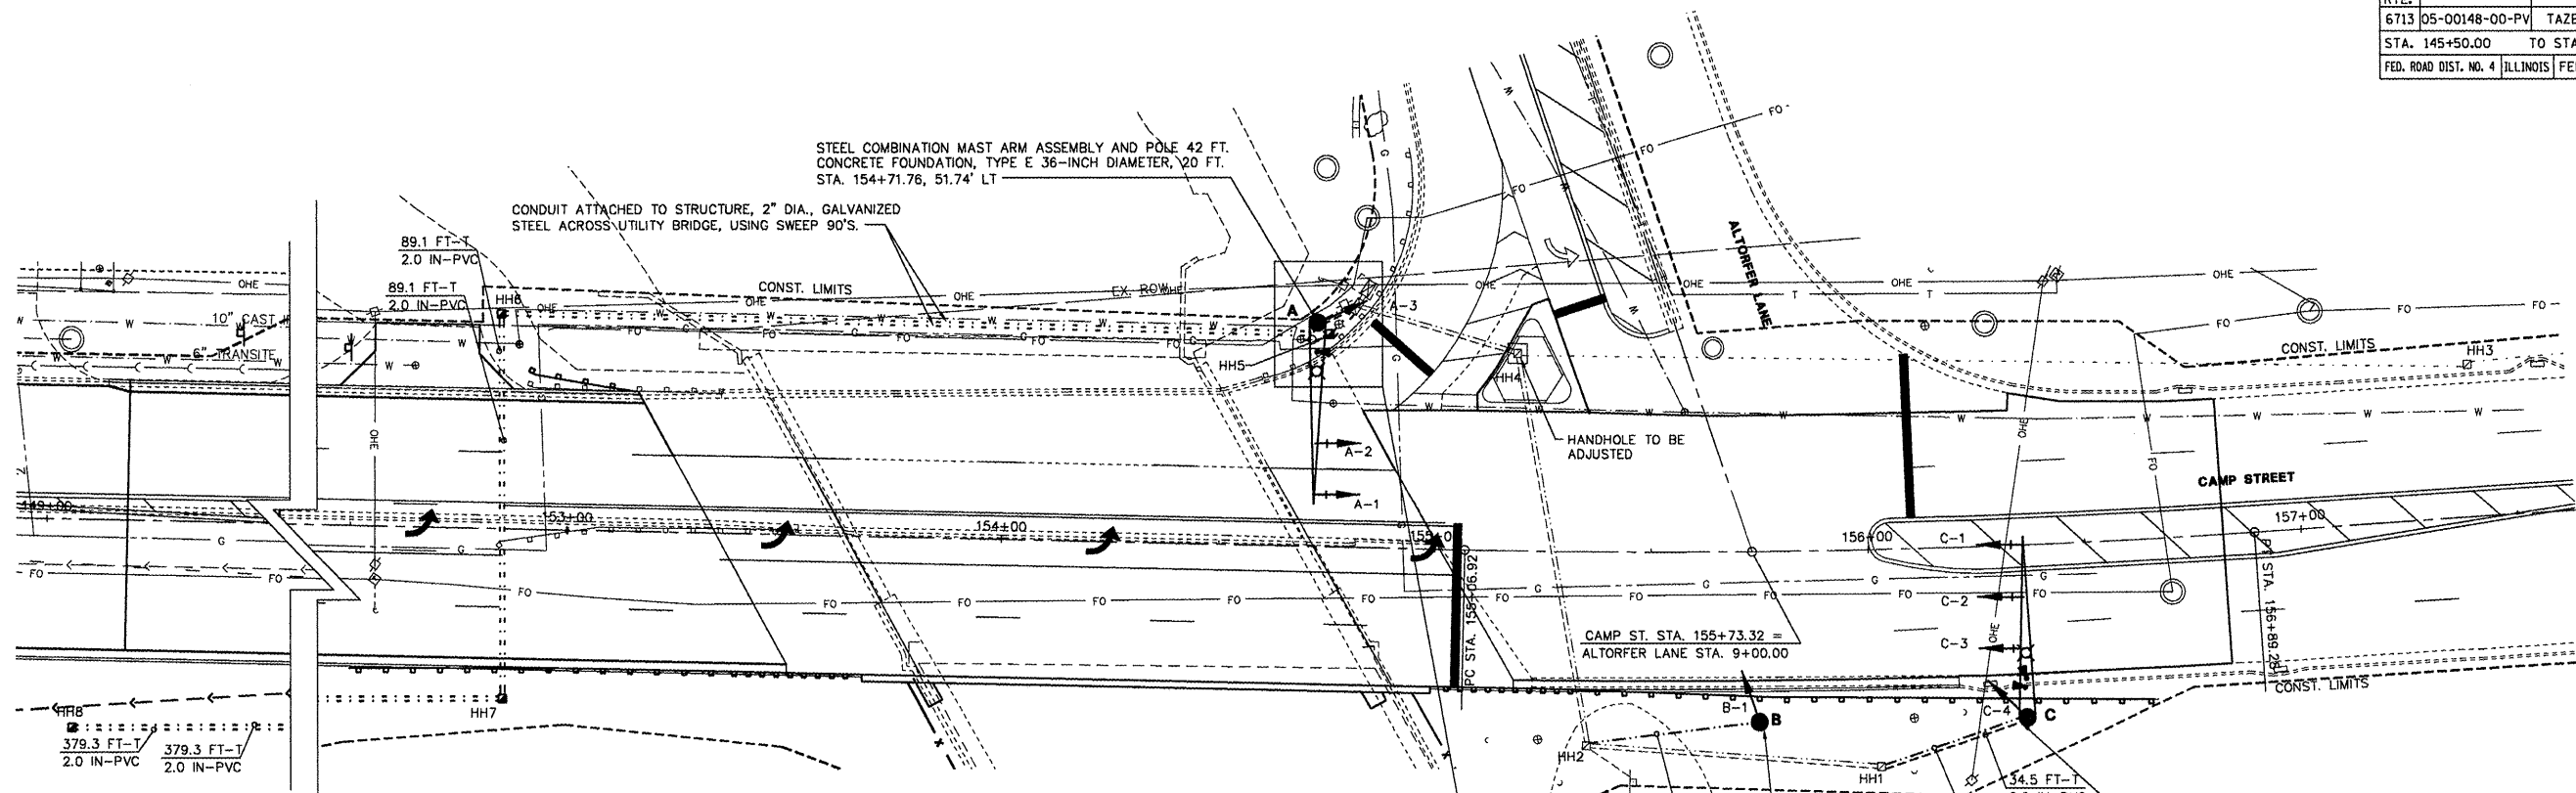 6713 05-00148-00-PV TAZE
STA. 145+50.00 TO STA
FED. ROAD DIST. NO. 4 ILLINOIS FE
STEEL COMBINATION MAST ARM ASSEMBLY AND POLE 42 FT.
CONCRETE FOUNDATION, TYPE E 36-INCH DIAMETER, 20 FT.
STA. 154+71.76, 51.74' LT
CONDUIT ATTACHED TO STRUCTURE, 2" DIA., GALVANIZED
STEEL ACROSS UTILITY BRIDGE, USING SWEEP 90'S.
89.1 FT-T
2.0 IN-PVC
89.1 FT-T
2.0 IN-PVC
HH6
CONST. LIMITS
EX. ROW
OHE
10" CAST
6" TRANSITE
A
A-3
HH5
HH4
ALTORFER LANE
CONST. LIMITS
HH3
HANDHOLE TO BE
ADJUSTED
A-2
A-1
CAMP STREET
149+00
153+00
154+00
156+00
157+00
C-1
C-2
C-3
C-4
PC STA. 155+06.92
CAMP ST. STA. 155+73.32 =
ALTORFER LANE STA. 9+00.00
CONST. LIMITS
HH8
HH7
379.3 FT-T
2.0 IN-PVC
379.3 FT-T
2.0 IN-PVC
B-1
B
C
HH2
HH1
34.5 FT-T